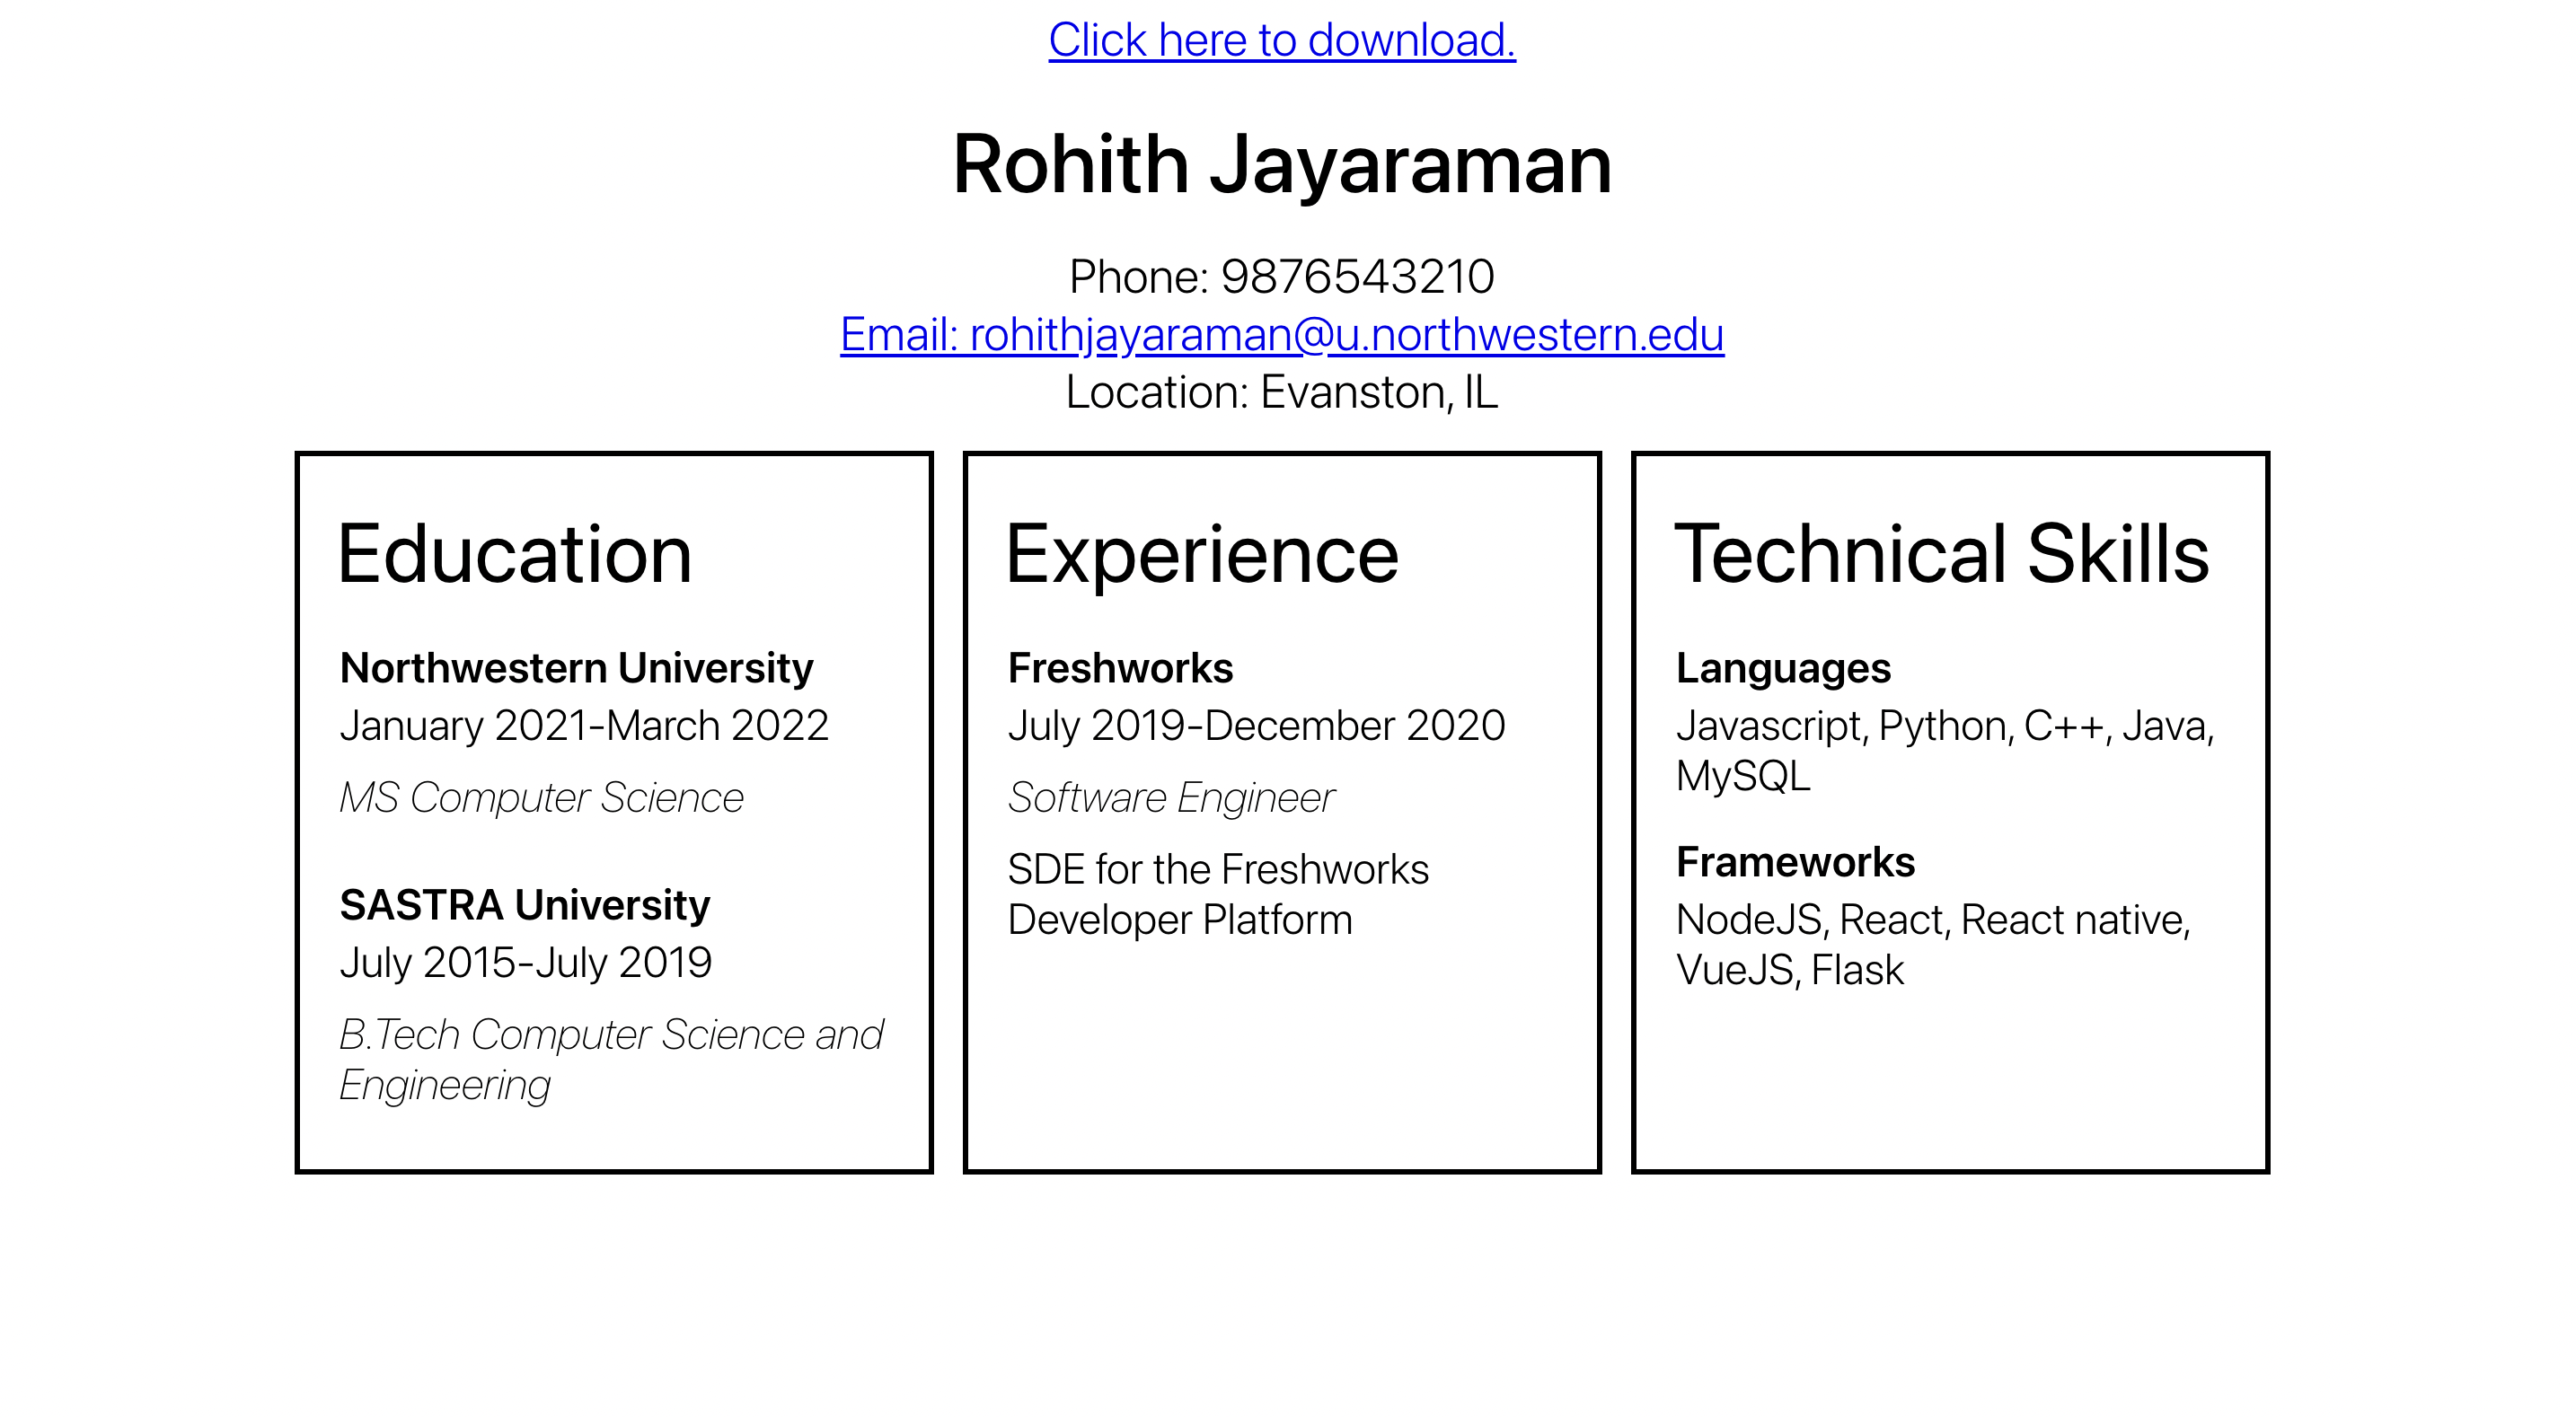 Click here to download.
Rohith Jayaraman
Phone: 9876543210
Email: rohithjayaraman@u.northwestern.edu
Location: Evanston, IL
Education
Northwestern University
January 2021-March 2022
MS Computer Science
SASTRA University
July 2015-July 2019
B.Tech Computer Science and
Engineering
Experience
Freshworks
July 2019-December 2020
Software Engineer
SDE for the Freshworks
Developer Platform
Technical Skills
Languages
Javascript, Python, C++, Java,
MySQL
Frameworks
NodeJS, React, React native,
VueJS, Flask